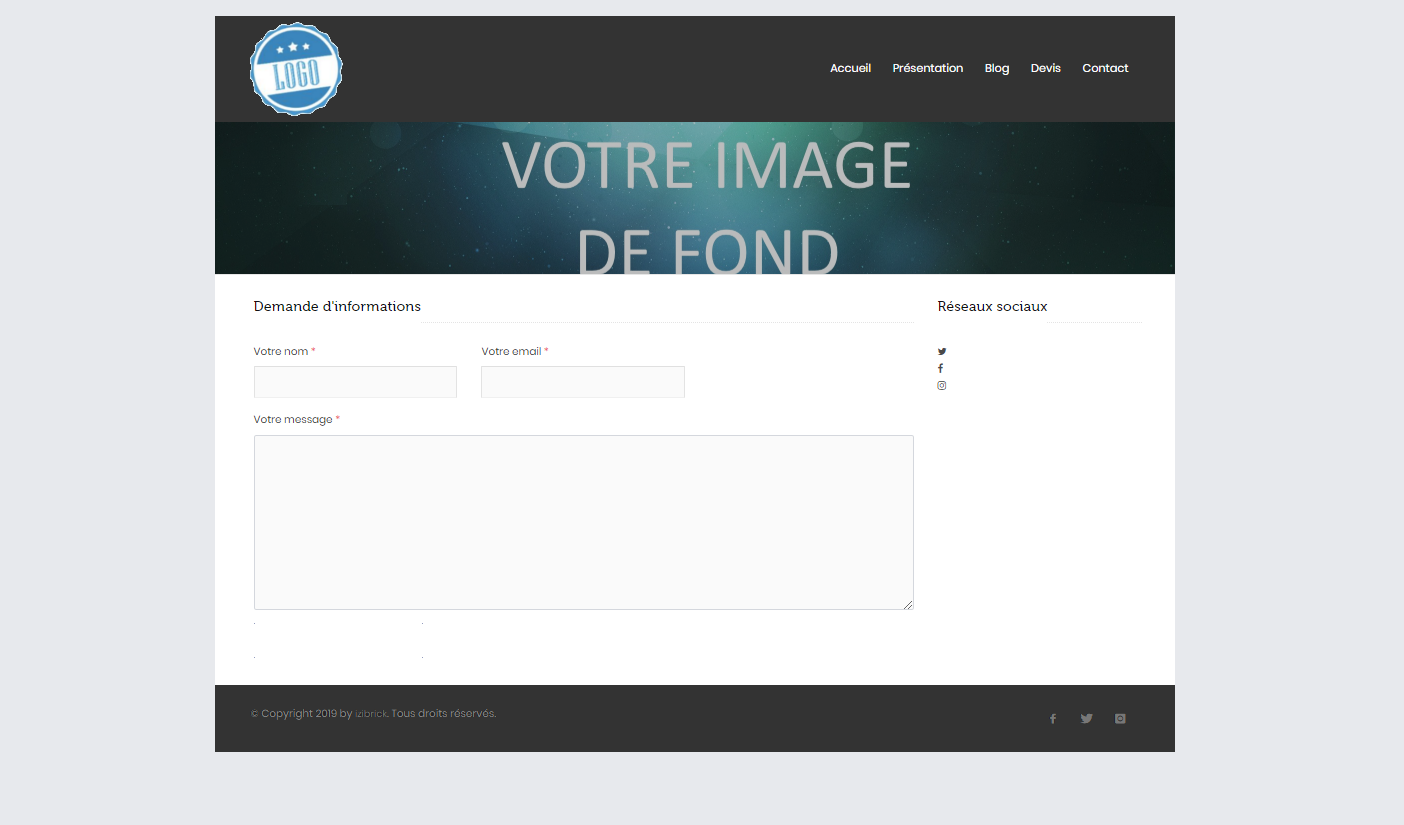 LOGO
Accueil Présentation Blog Devis Contact
VOTRE IMAGE
DE FOND
Demande d'informations
Réseaux sociaux
Votre nom *
Votre email *
Votre message *
© Copyright 2019 by izibrick. Tous droits réservés.